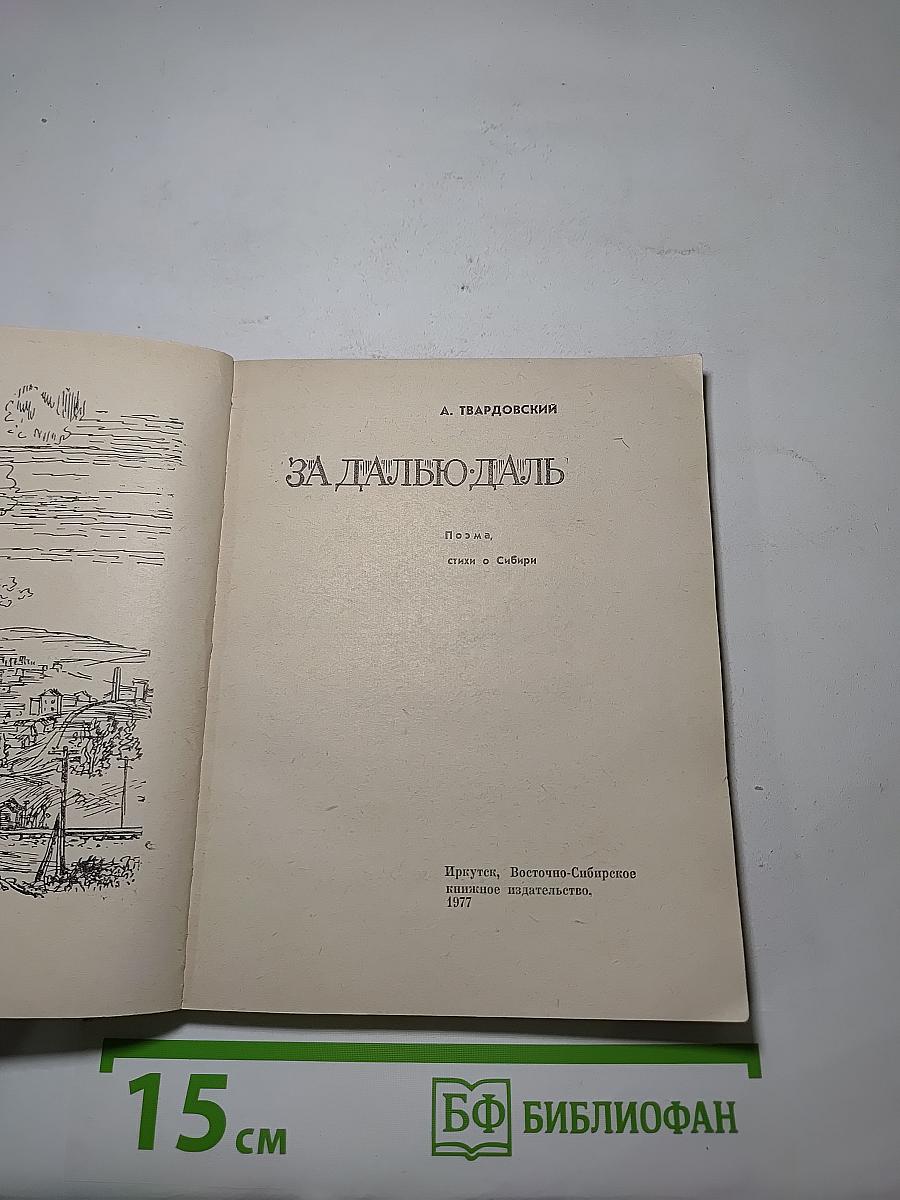 А. ТВАРДОВСКИЙ
ЗА ДАЛЬЮ·ДАЛЬ
Поэма,
стихи о Сибири
Иркутск, Восточно-Сибирское
книжное издательство,
1977
15 см
БФ БИБЛИОФАН